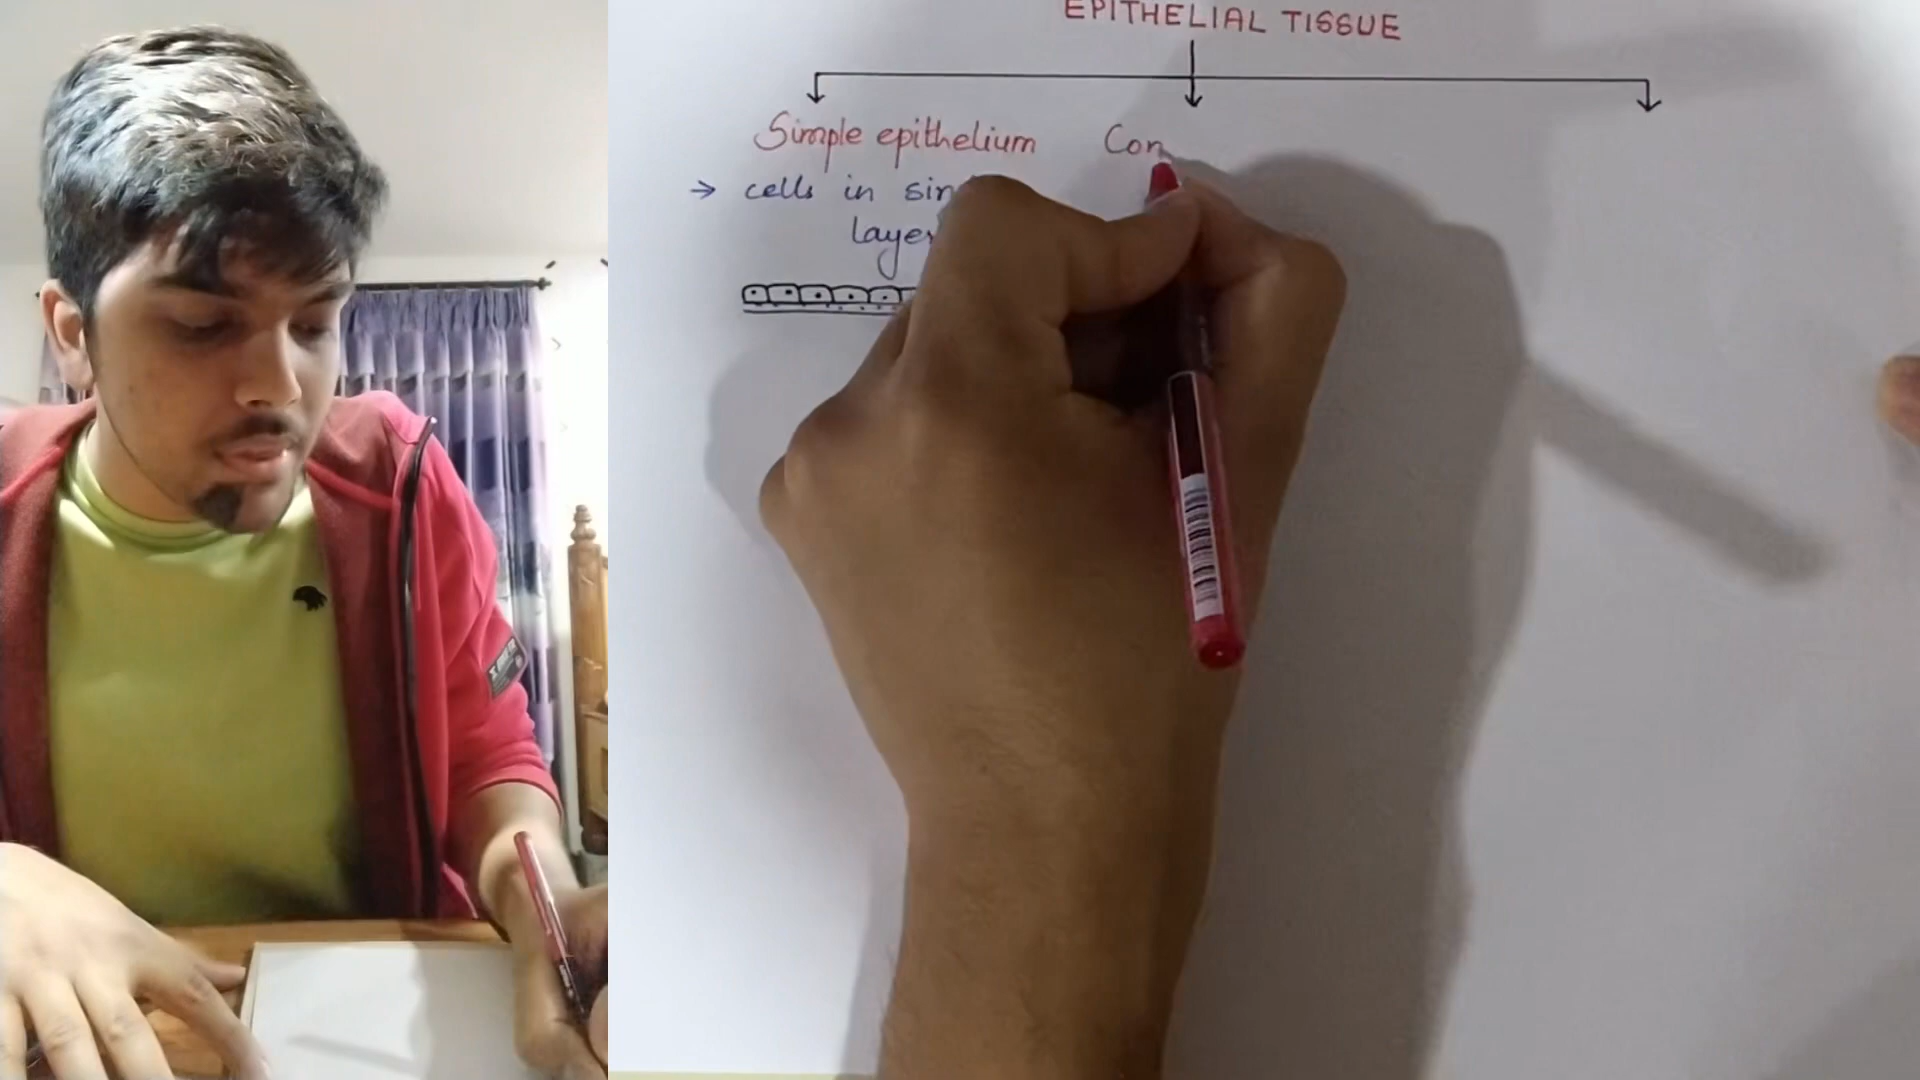 EPITHELIAL TISSUE
Simple epithelium
Con
→ cells in sin
layer